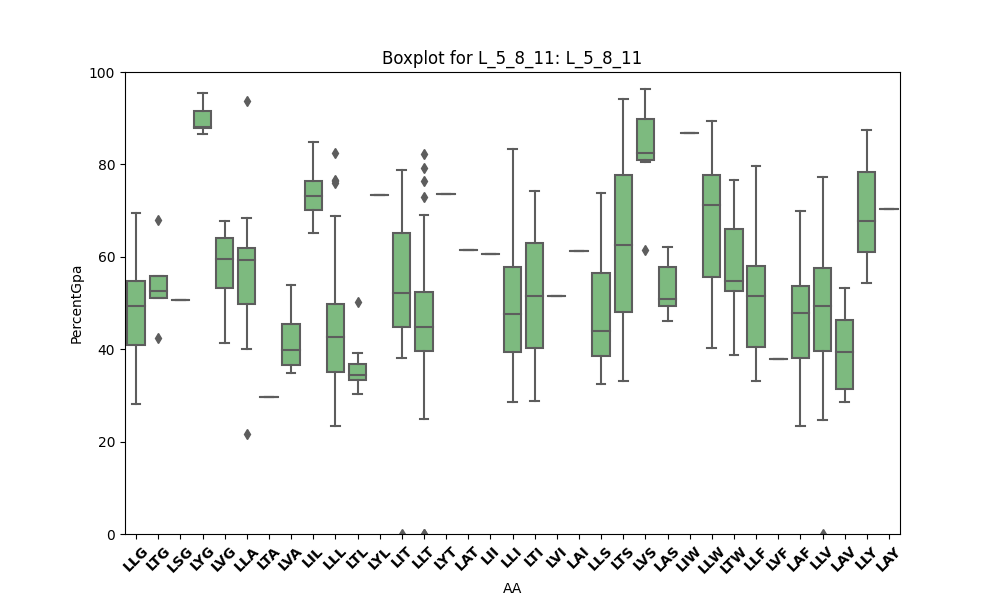 Boxplot for L_5_8_11: L_5_8_11
100
80
60
40
20
0
PercentGpa
LLG LTG LSG LYG LVG LLA LTA LVA LIL LLL LTL LYL LIT LLT LYT LAT LII LLI LTI LVI LAI LLS LTS LVS LAS LIW LLW LTW LLF LVF LAF LLV LAV LLY LAY
AA